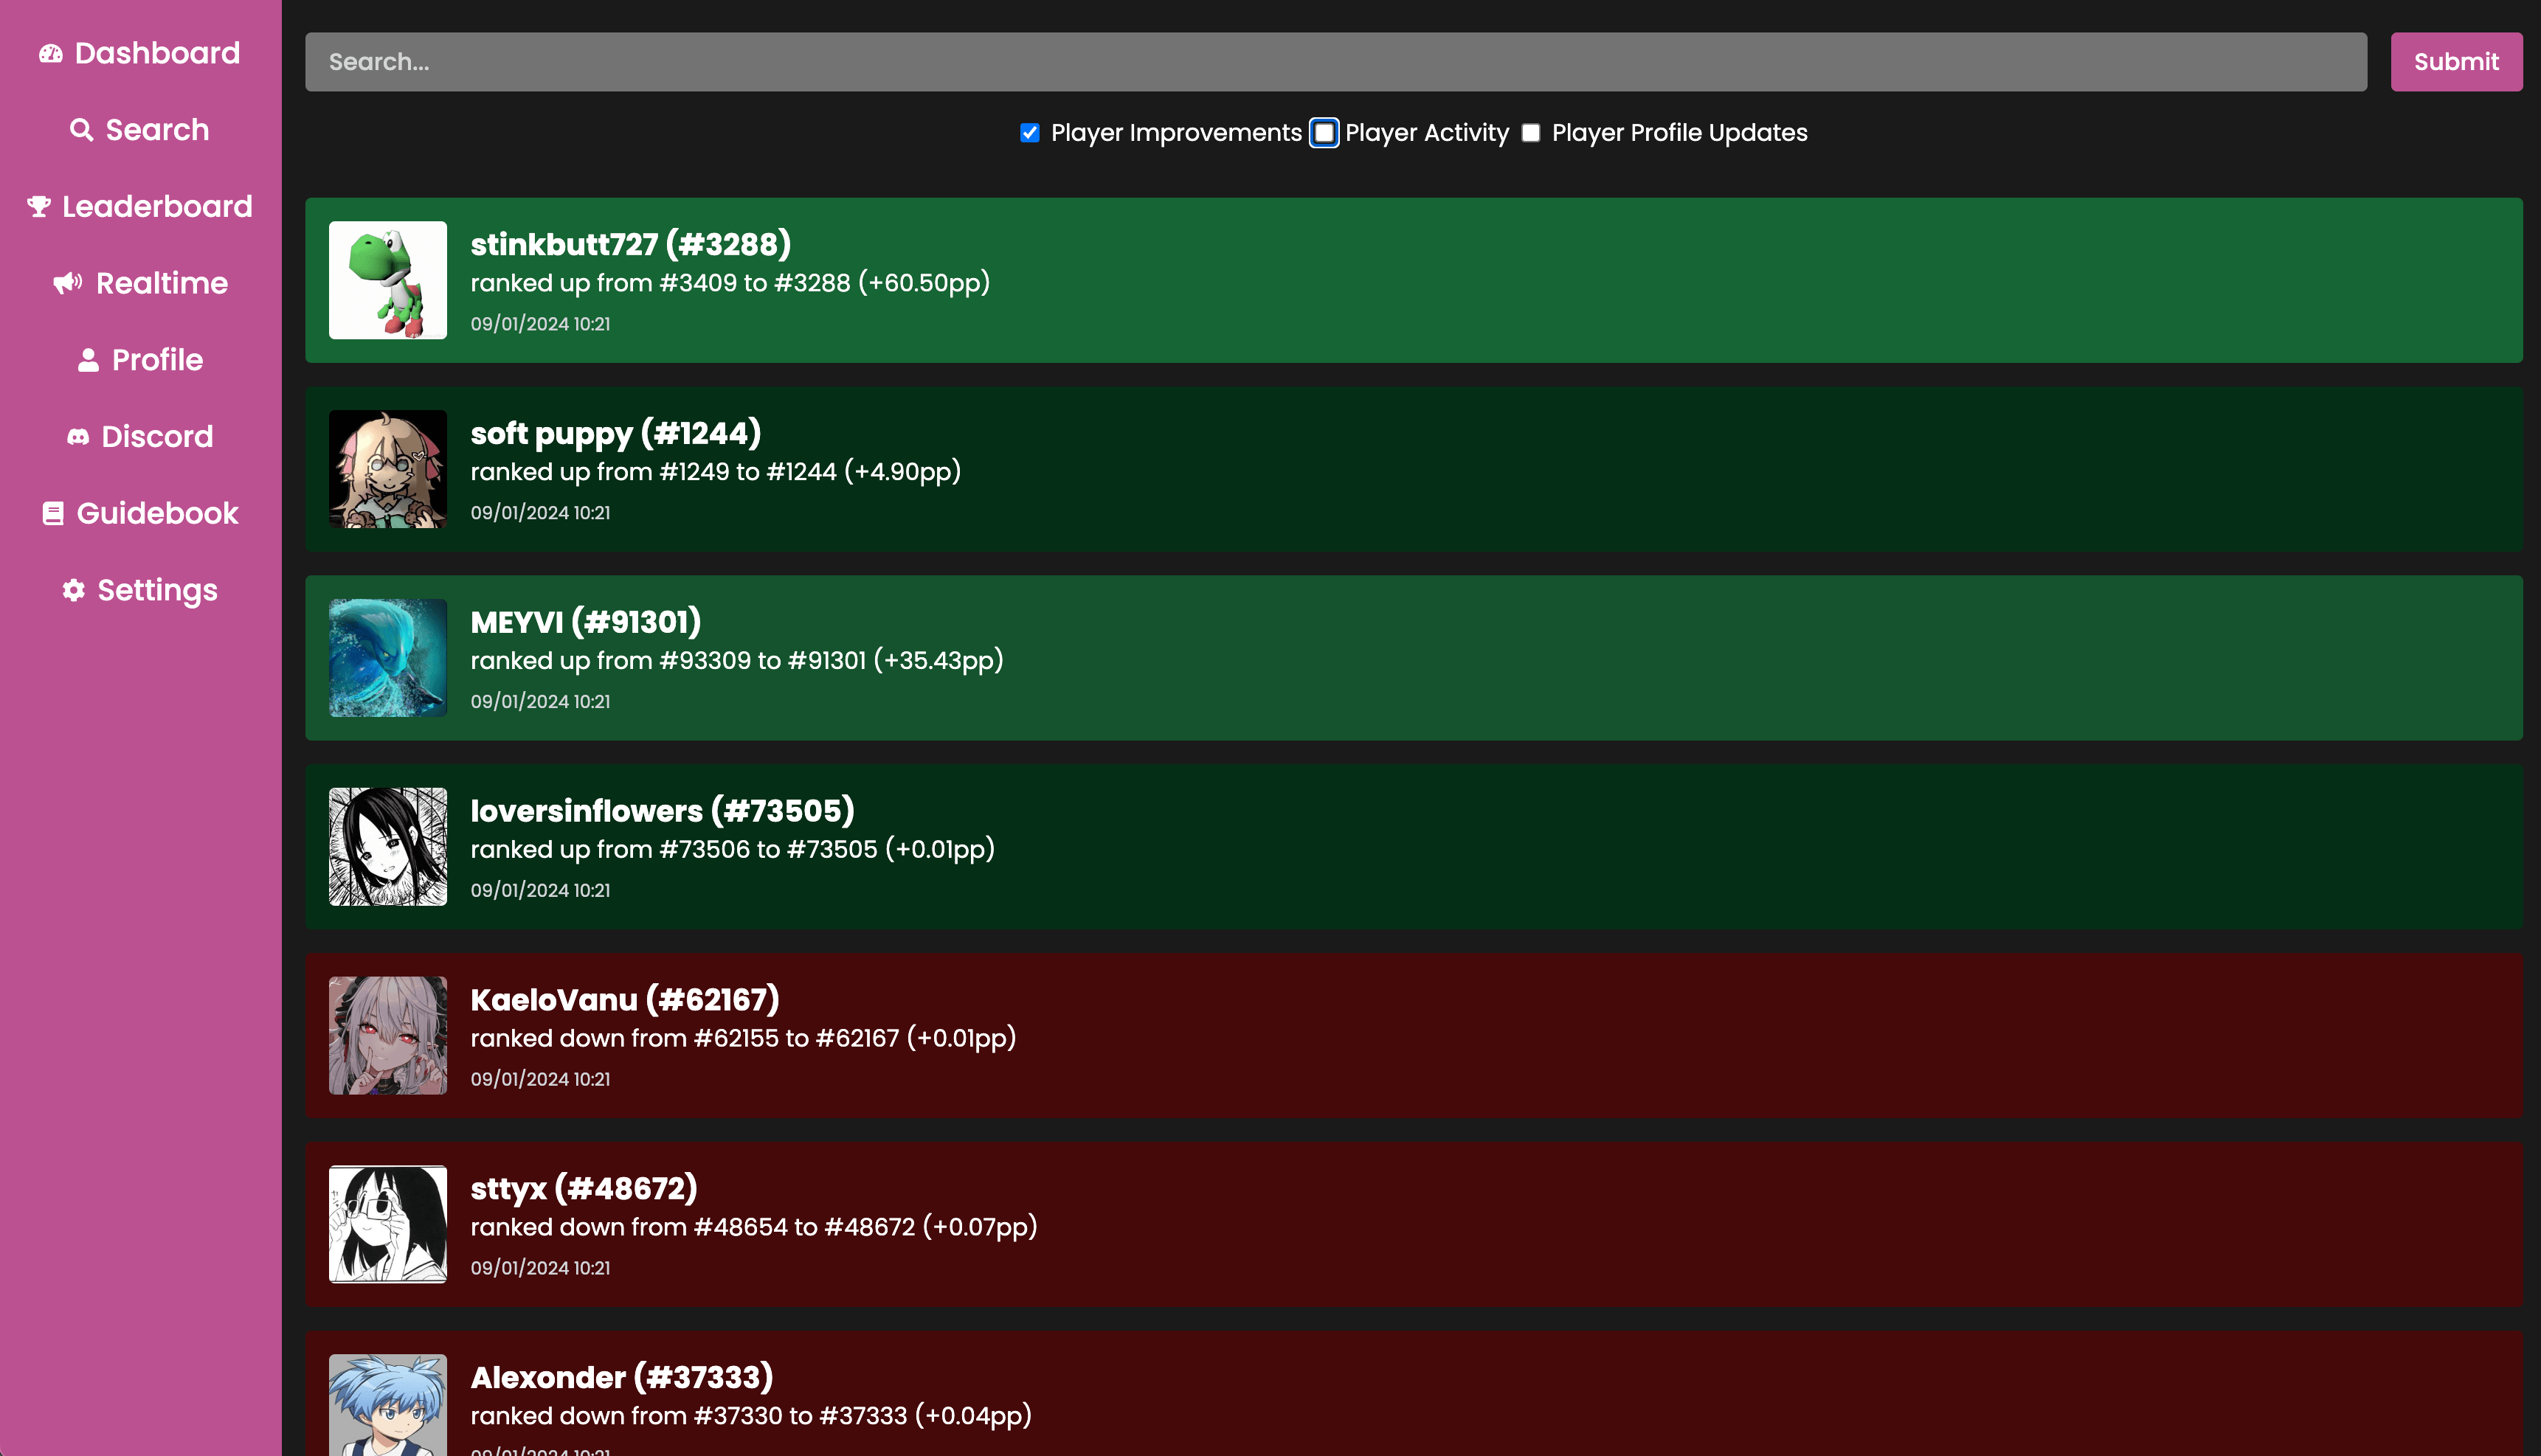 Dashboard
Search
Leaderboard
Realtime
Profile
Discord
Guidebook
Settings
Search...
Submit
Player Improvements
Player Activity
Player Profile Updates
stinkbutt727 (#3288)
ranked up from #3409 to #3288 (+60.50pp)
09/01/2024 10:21
soft puppy (#1244)
ranked up from #1249 to #1244 (+4.90pp)
09/01/2024 10:21
MEYVI (#91301)
ranked up from #93309 to #91301 (+35.43pp)
09/01/2024 10:21
loversinflowers (#73505)
ranked up from #73506 to #73505 (+0.01pp)
09/01/2024 10:21
KaeloVanu (#62167)
ranked down from #62155 to #62167 (+0.01pp)
09/01/2024 10:21
sttyx (#48672)
ranked down from #48654 to #48672 (+0.07pp)
09/01/2024 10:21
Alexonder (#37333)
ranked down from #37330 to #37333 (+0.04pp)